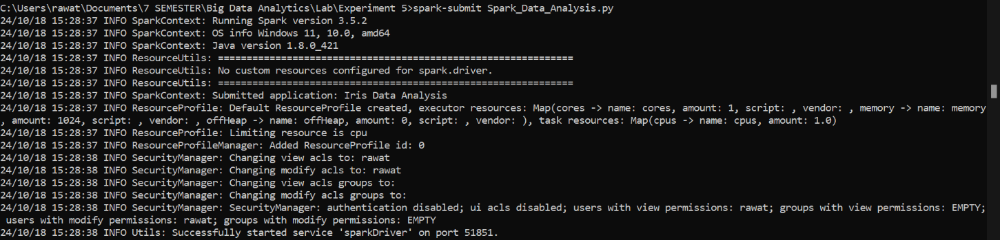 C:\Users\rawat\Documents\7 SEMESTER\Big Data Analytics\Lab\Experiment 5>spark-submit Spark_Data_Analysis.py
24/10/18 15:28:37 INFO SparkContext: Running Spark version 3.5.2
24/10/18 15:28:37 INFO SparkContext: OS info Windows 11, 10.0, amd64
24/10/18 15:28:37 INFO SparkContext: Java version 1.8.0_421
24/10/18 15:28:37 INFO ResourceUtils: ==============================================================
24/10/18 15:28:37 INFO ResourceUtils: No custom resources configured for spark.driver.
24/10/18 15:28:37 INFO ResourceUtils: ==============================================================
24/10/18 15:28:37 INFO SparkContext: Submitted application: Iris Data Analysis
24/10/18 15:28:37 INFO ResourceProfile: Default ResourceProfile created, executor resources: Map(cores -> name: cores, amount: 1, script: , vendor: , memory -> name: memory
, amount: 1024, script: , vendor: , offHeap -> name: offHeap, amount: 0, script: , vendor: ), task resources: Map(cpus -> name: cpus, amount: 1.0)
24/10/18 15:28:37 INFO ResourceProfile: Limiting resource is cpu
24/10/18 15:28:37 INFO ResourceProfileManager: Added ResourceProfile id: 0
24/10/18 15:28:38 INFO SecurityManager: Changing view acls to: rawat
24/10/18 15:28:38 INFO SecurityManager: Changing modify acls to: rawat
24/10/18 15:28:38 INFO SecurityManager: Changing view acls groups to:
24/10/18 15:28:38 INFO SecurityManager: Changing modify acls groups to:
24/10/18 15:28:38 INFO SecurityManager: SecurityManager: authentication disabled; ui acls disabled; users with view permissions: rawat; groups with view permissions: EMPTY;
 users with modify permissions: rawat; groups with modify permissions: EMPTY
24/10/18 15:28:38 INFO Utils: Successfully started service 'sparkDriver' on port 51851.